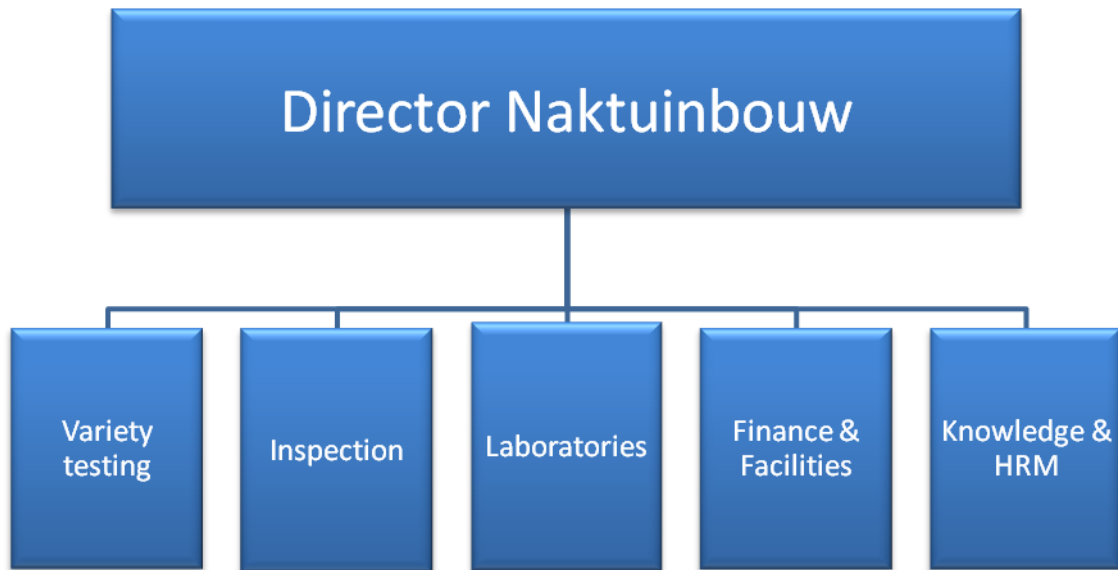 Director Naktuinbouw
Variety
testing
Inspection
Laboratories
Finance &
Facilities
Knowledge &
HRM